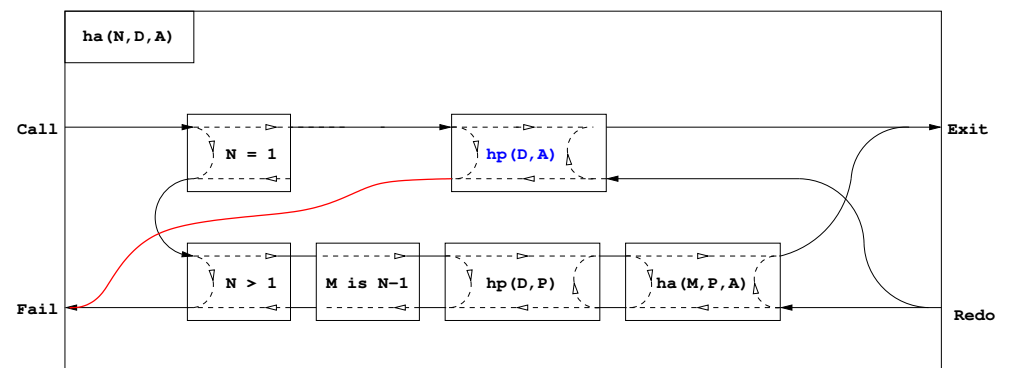 ha(N,D,A)
Call
N = 1
hp(D,A)
Exit
N > 1
M is N-1
hp(D,P)
ha(M,P,A)
Fail
Redo